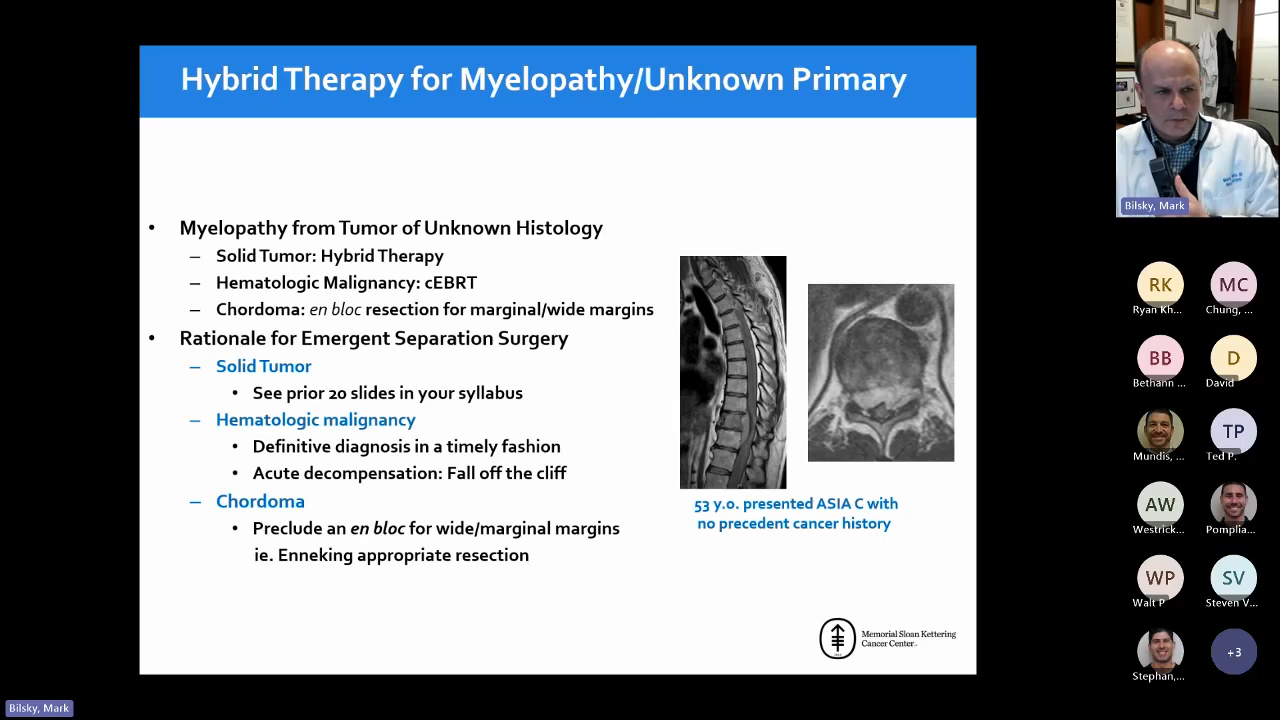 Hybrid Therapy for Myelopathy/Unknown Primary
• Myelopathy from Tumor of Unknown Histology
– Solid Tumor: Hybrid Therapy
– Hematologic Malignancy: cEBRT
– Chordoma: en bloc resection for marginal/wide margins
• Rationale for Emergent Separation Surgery
– Solid Tumor
• See prior 20 slides in your syllabus
– Hematologic malignancy
• Definitive diagnosis in a timely fashion
• Acute decompensation: Fall off the cliff
– Chordoma
• Preclude an en bloc for wide/marginal margins
ie. Enneking appropriate resection
53 y.o. presented ASIA C with
no precedent cancer history
Memorial Sloan Kettering
Cancer Center
Bilsky, Mark
RK
Ryan Kh...
MC
Chung, ...
BB
Bethann ...
D
David
Mundis, ...
TP
Ted P.
AW
Westrick...
Pomplia...
WP
Walt P
SV
Steven V...
Stephan,...
+3
Bilsky, Mark